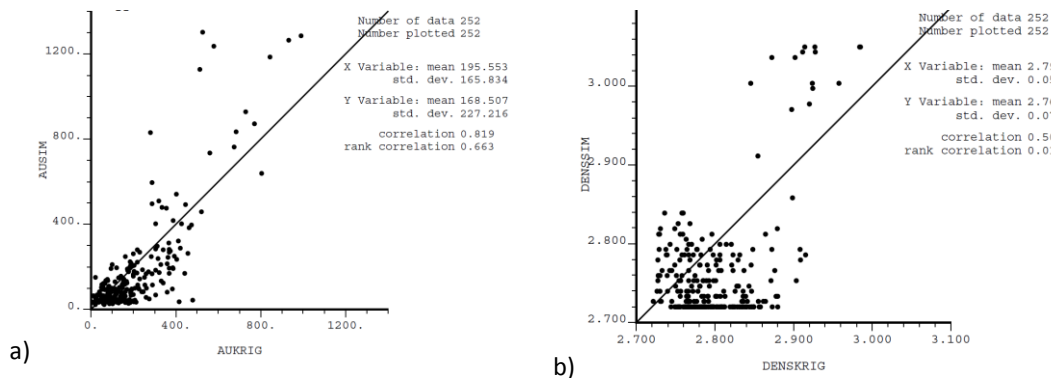 Number of data 252
Number plotted 252
X Variable: mean 195.553
std. dev. 165.834
Y Variable: mean 168.507
std. dev. 227.216
correlation 0.819
rank correlation 0.663
1200.
800.
400.
0.
AUSIM
0. 400. 800. 1200.
AUKRIG
a)
Number of data 252
Number plotted 252
X Variable: mean
std. dev.
Y Variable: mean
std. dev.
correlation
rank correlation
3.000
2.900
2.800
2.700
DENSSIM
2.700 2.800 2.900 3.000 3.100
DENSKRIG
b)